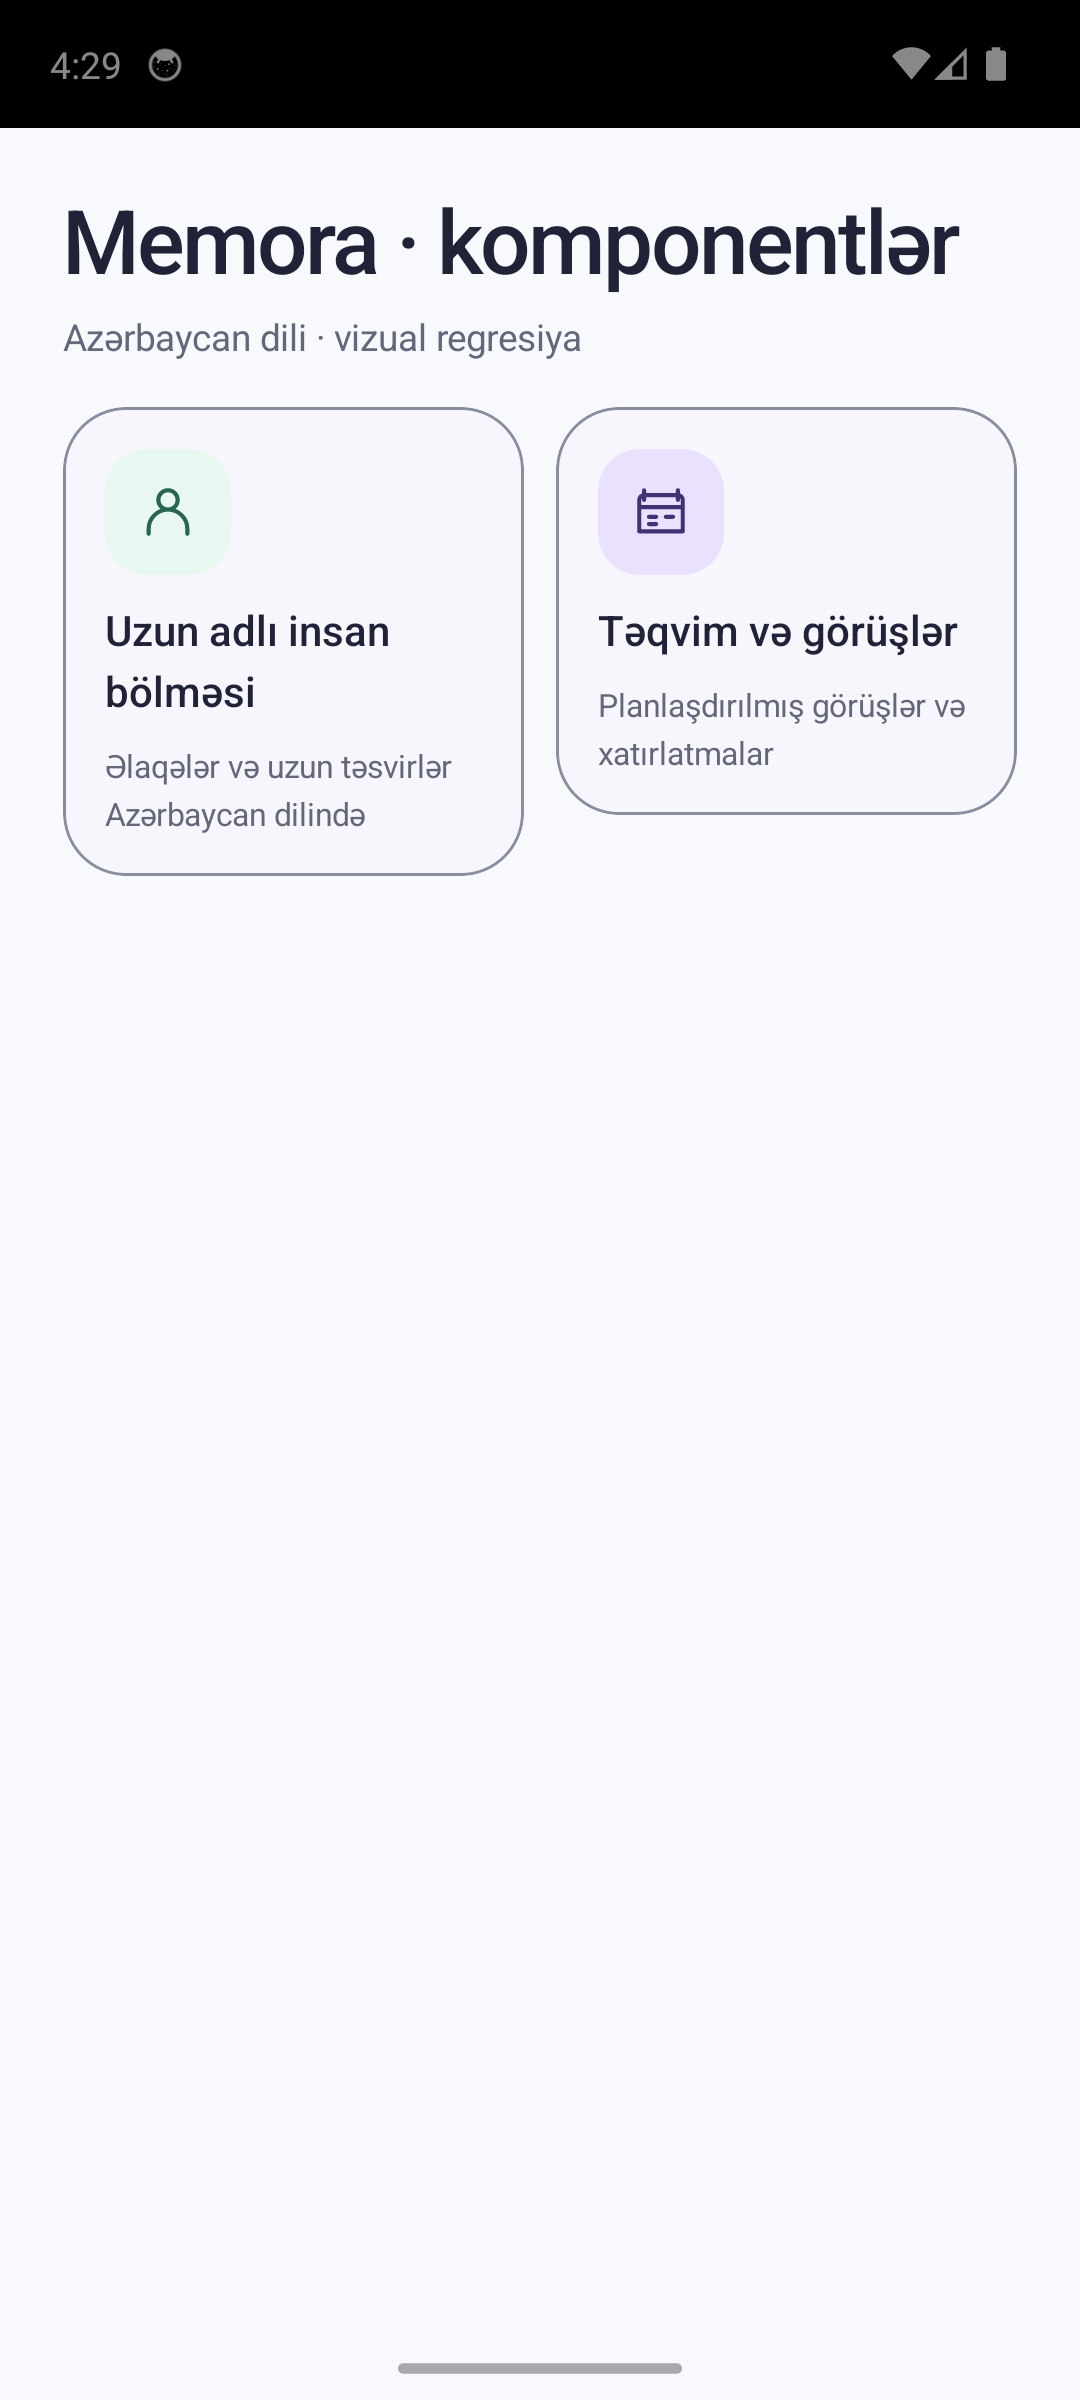 4:29
Memora · komponentlər
Azərbaycan dili · vizual regresiya
Uzun adlı insan
bölməsi
Əlaqələr və uzun təsvirlər
Azərbaycan dilində
Təqvim və görüşlər
Planlaşdırılmış görüşlər və
xatırlatmalar